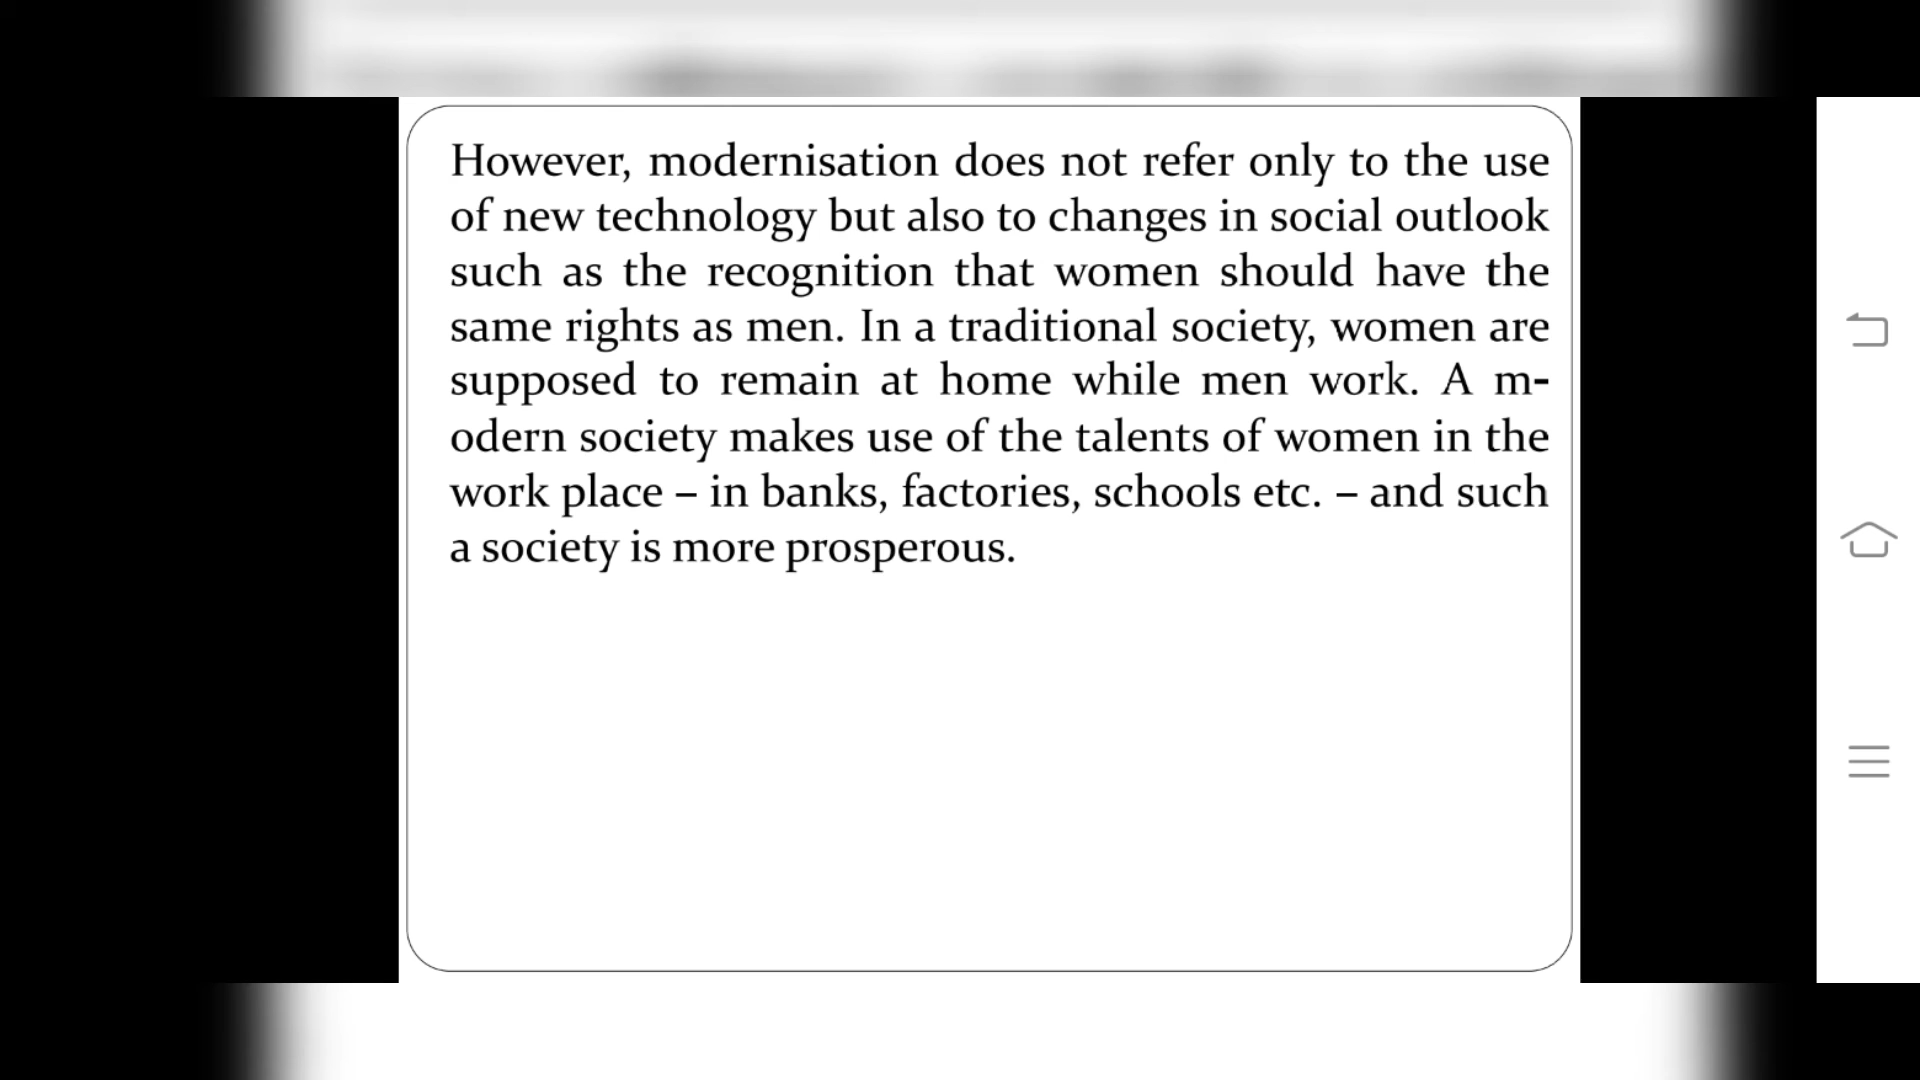 However, modernisation does not refer only to the use
of new technology but also to changes in social outlook
such as the recognition that women should have the
same rights as men. In a traditional society, women are
supposed to remain at home while men work. A m-
odern society makes use of the talents of women in the
work place – in banks, factories, schools etc. – and such
a society is more prosperous.